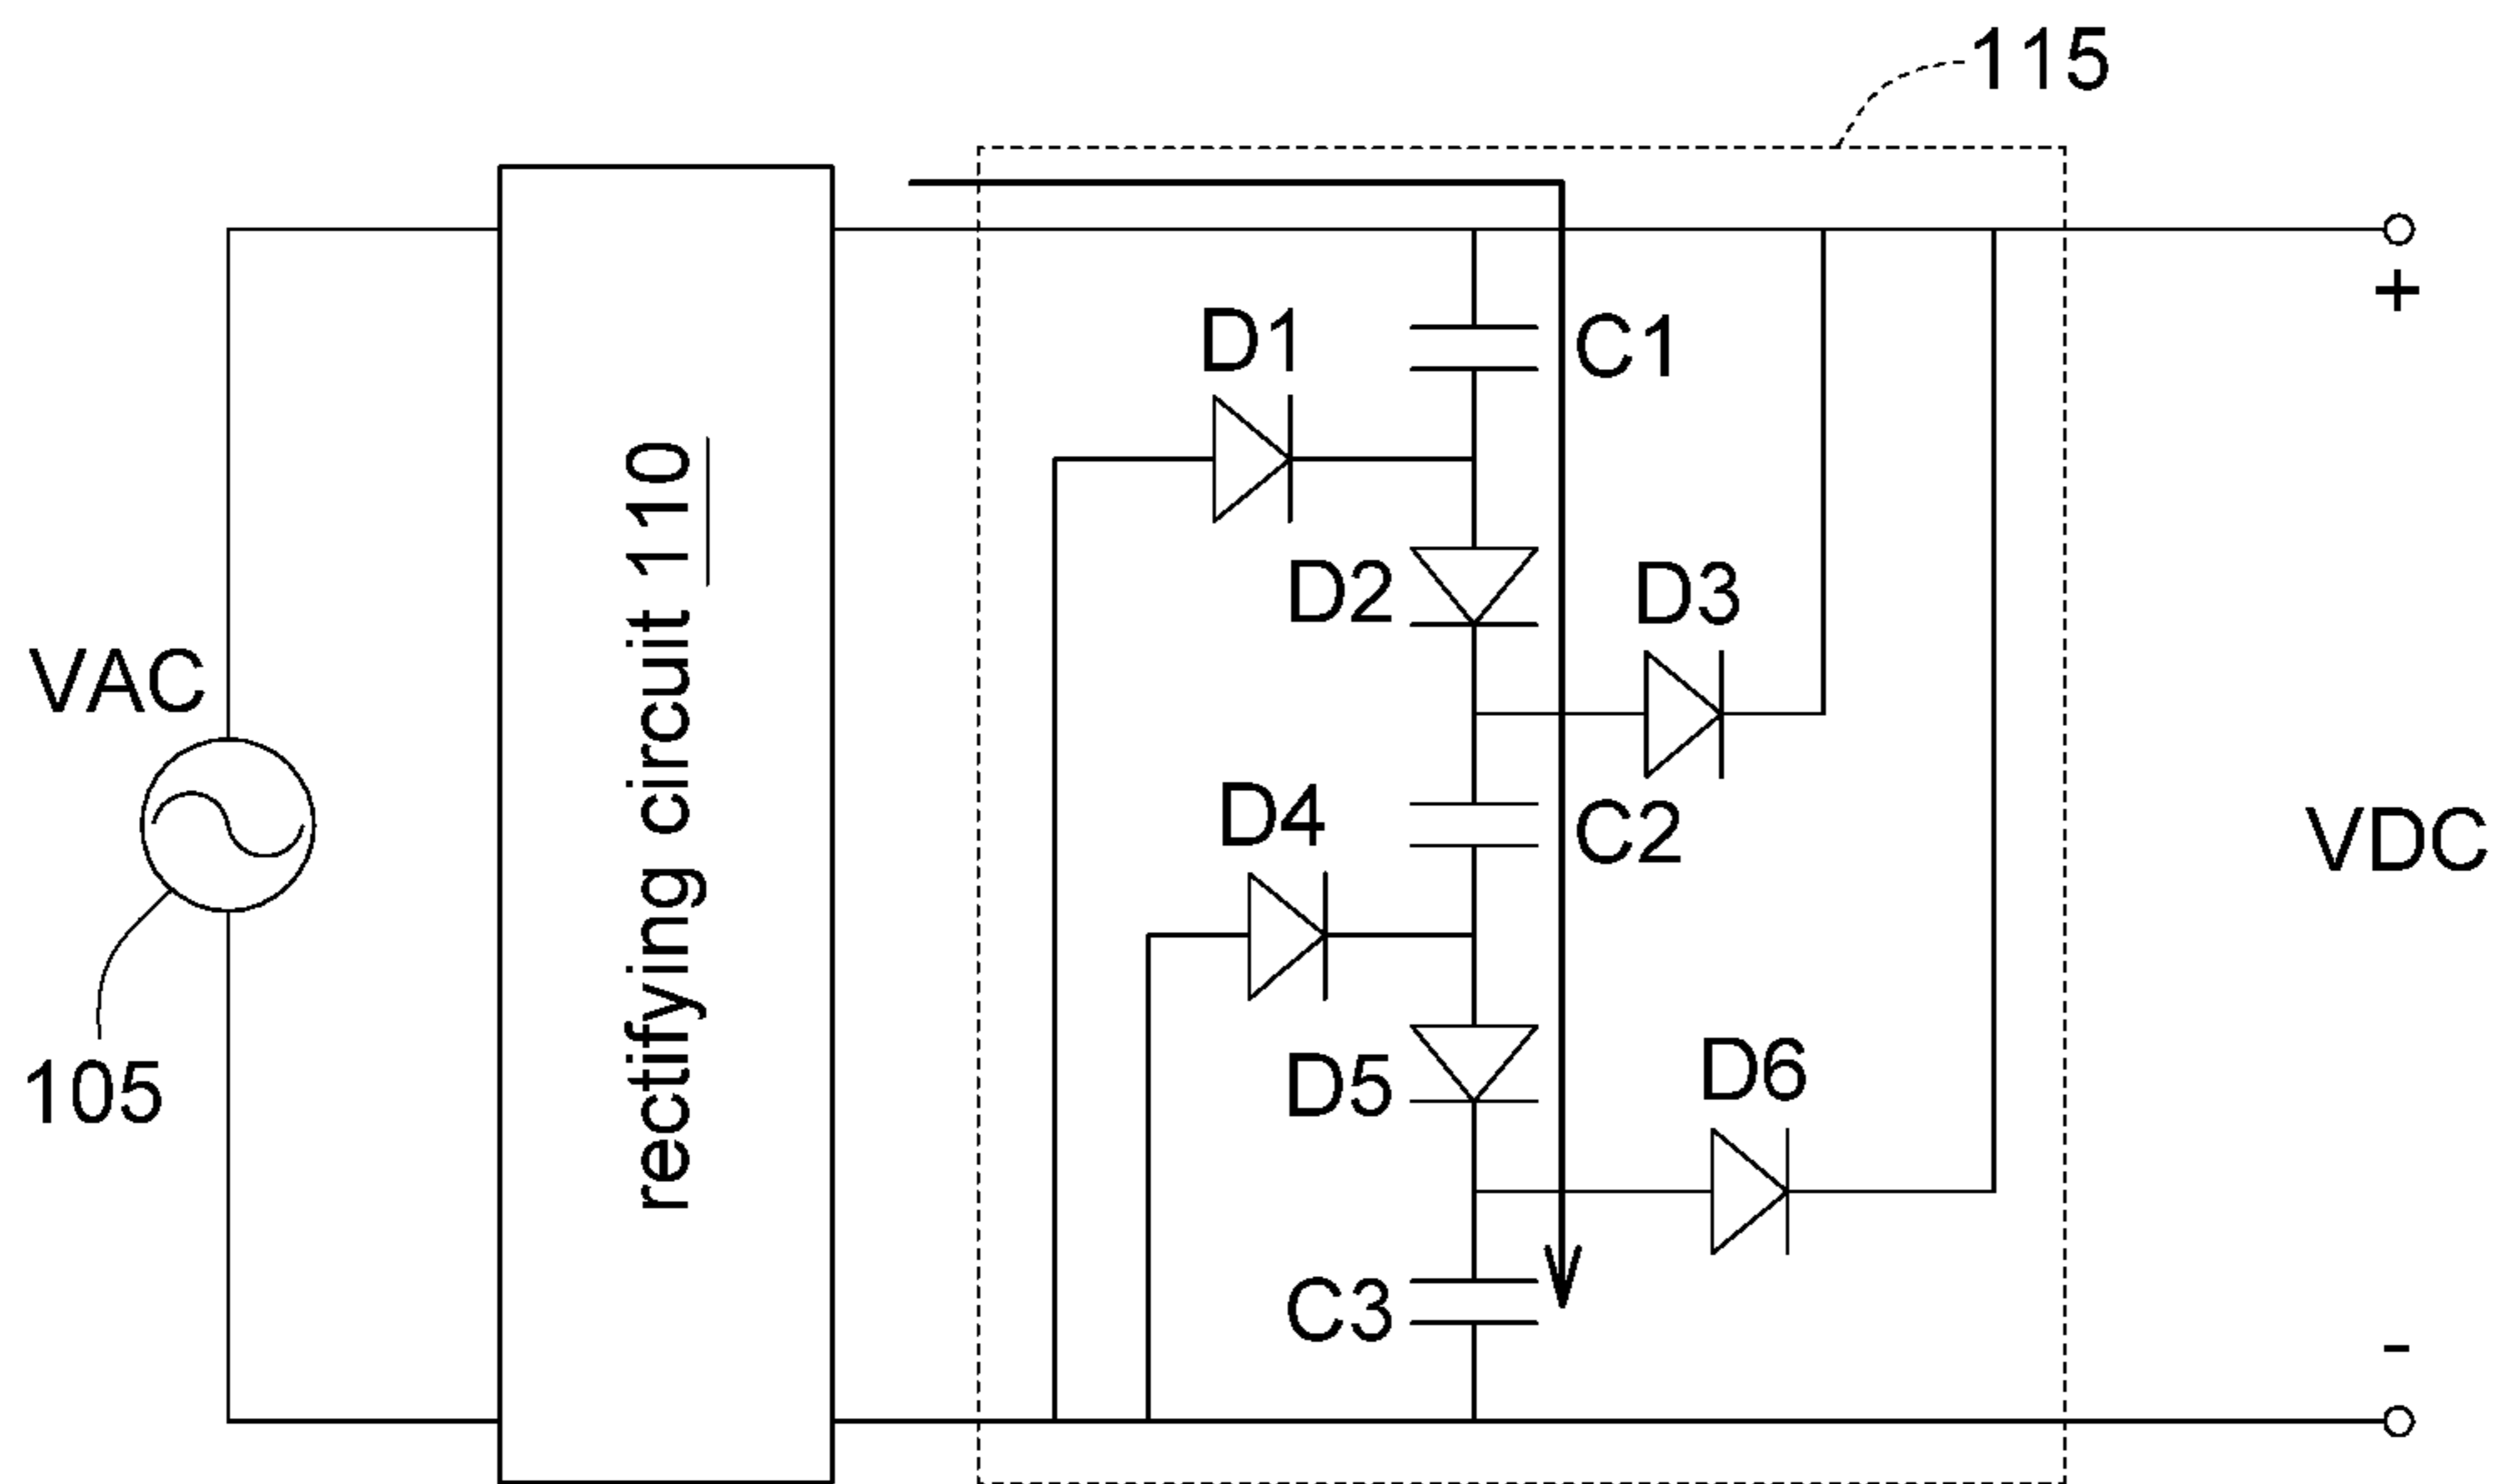 115
+
D1
C1
rectifying circuit 110
D2
D3
VAC
D4
C2
VDC
D5
D6
105
C3
-